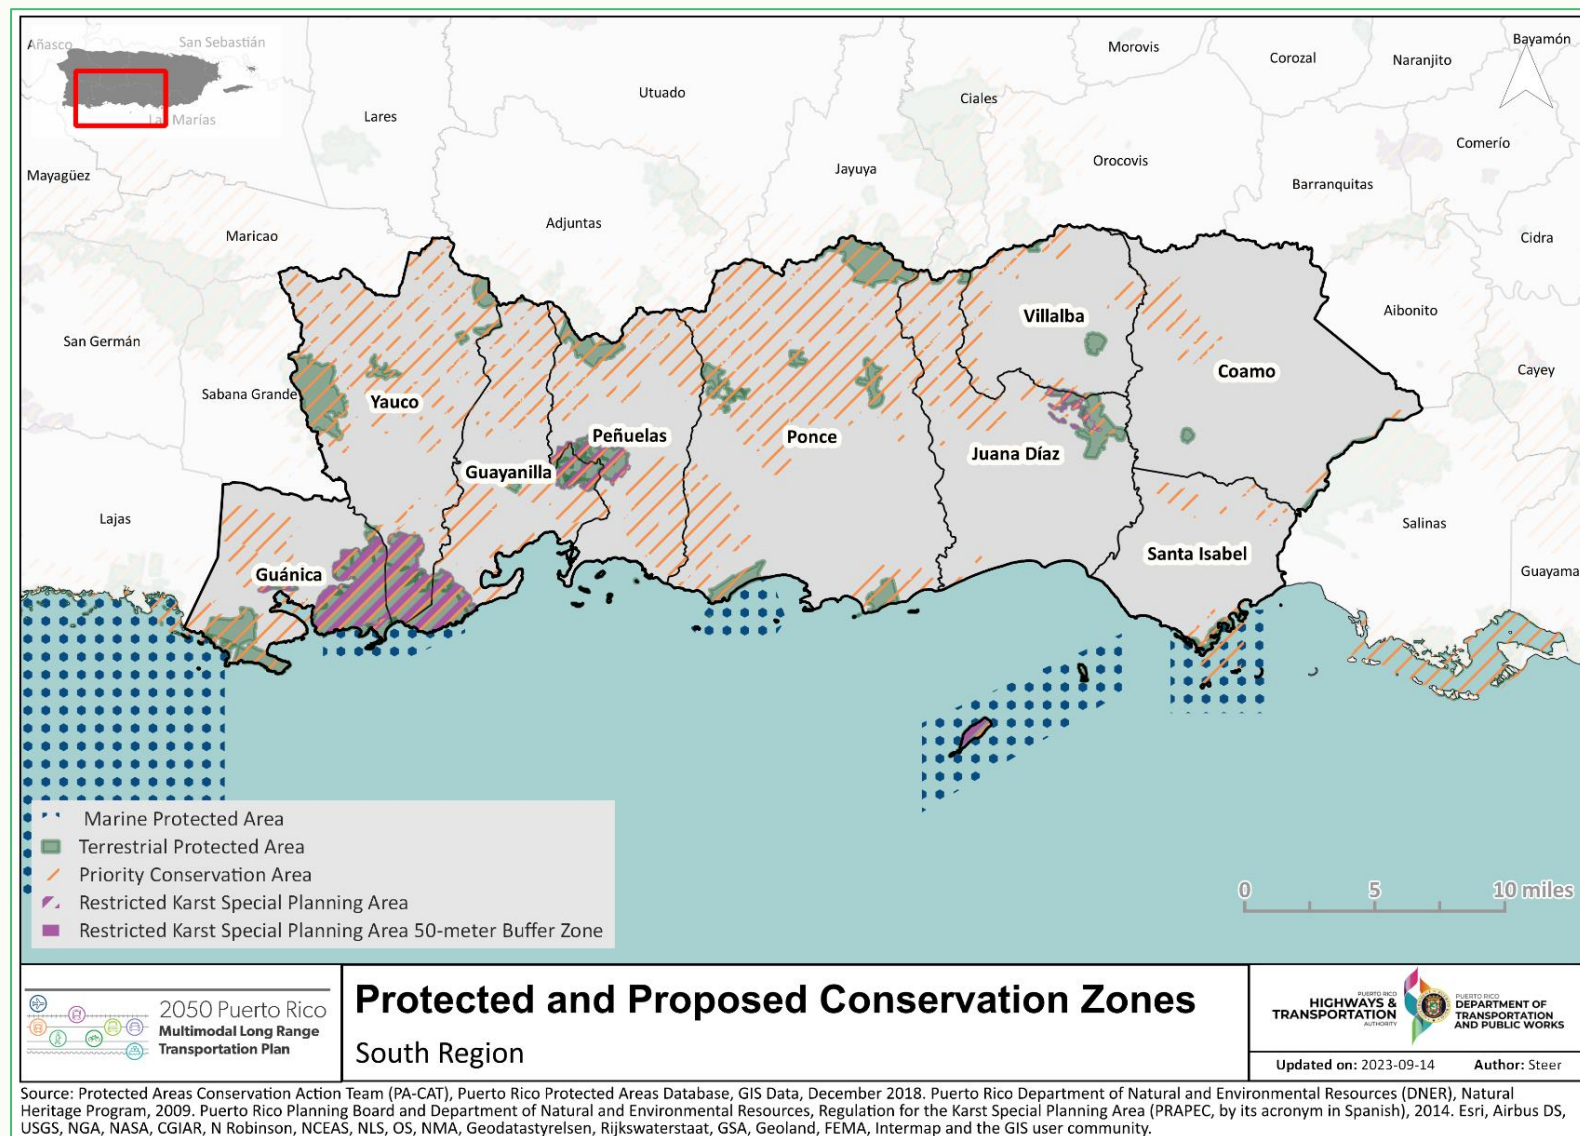 Añasco
San Sebastián
Las Marías
Mayagüez
Lares
Utuado
Ciales
Morovis
Corozal
Naranjito
Bayamón
Comerío
Orocovis
Barranquitas
Jayuya
Adjuntas
Maricao
Cidra
Aibonito
Cayey
San Germán
Sabana Grande
Villalba
Coamo
Yauco
Peñuelas
Ponce
Juana Díaz
Guayanilla
Lajas
Salinas
Guánica
Santa Isabel
Guayama
Marine Protected Area
Terrestrial Protected Area
Priority Conservation Area
Restricted Karst Special Planning Area
Restricted Karst Special Planning Area 50-meter Buffer Zone
0 5 10 miles
2050 Puerto Rico
Multimodal Long Range
Transportation Plan
Protected and Proposed Conservation Zones
South Region
PUERTO RICO
HIGHWAYS &
TRANSPORTATION
AUTHORITY
PUERTO RICO
DEPARTMENT OF
TRANSPORTATION
AND PUBLIC WORKS
Updated on: 2023-09-14 Author: Steer
Source: Protected Areas Conservation Action Team (PA-CAT), Puerto Rico Protected Areas Database, GIS Data, December 2018. Puerto Rico Department of Natural and Environmental Resources (DNER), Natural
Heritage Program, 2009. Puerto Rico Planning Board and Department of Natural and Environmental Resources, Regulation for the Karst Special Planning Area (PRAPEC, by its acronym in Spanish), 2014. Esri, Airbus DS,
USGS, NGA, NASA, CGIAR, N Robinson, NCEAS, NLS, OS, NMA, Geodatastyrelsen, Rijkswaterstaat, GSA, Geoland, FEMA, Intermap and the GIS user community.